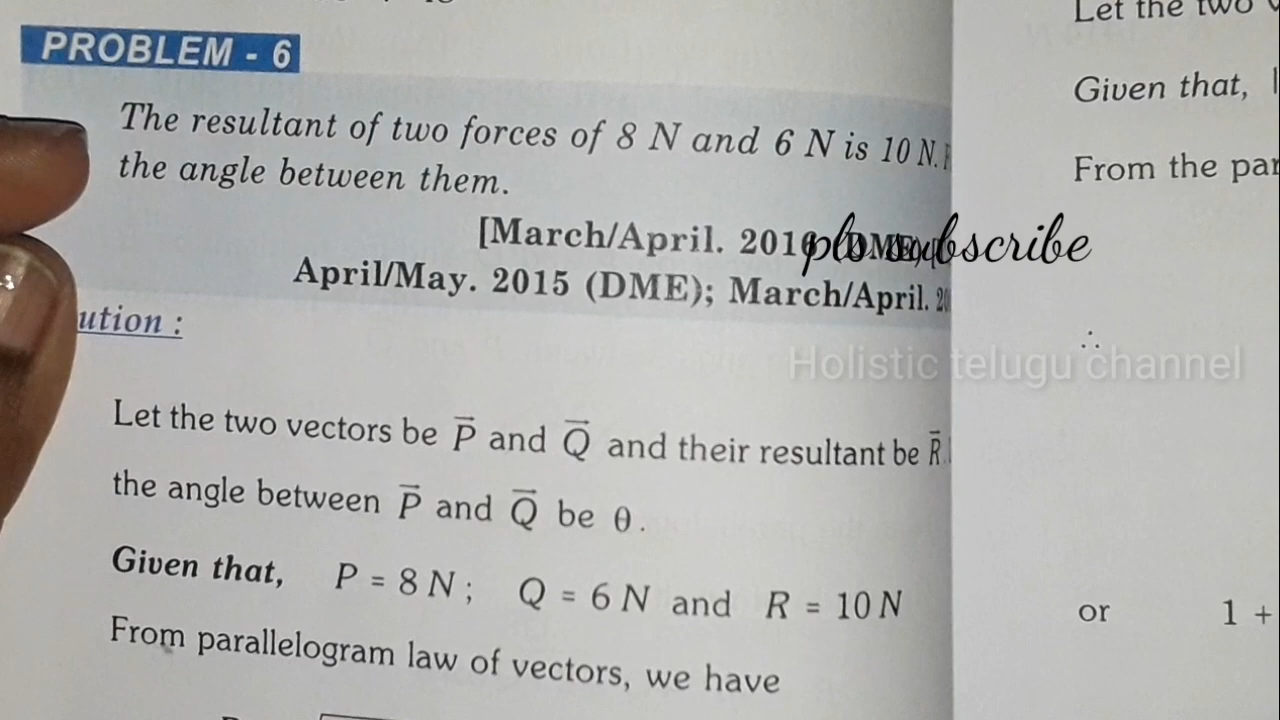 PROBLEM - 6
The resultant of two forces of 8 N and 6 N is 10 N.
the angle between them.
[March/April. 2016 (DME);
pls subscribe
April/May. 2015 (DME); March/April.
ution :
Holistic telugu channel
Let the two vectors be P⃗ and Q⃗ and their resultant be R⃗
the angle between P⃗ and Q⃗ be θ.
Given that, P = 8 N ; Q = 6 N and R = 10 N
From parallelogram law of vectors, we have
Let the two
Given that,
From the par
∴
or 1 +